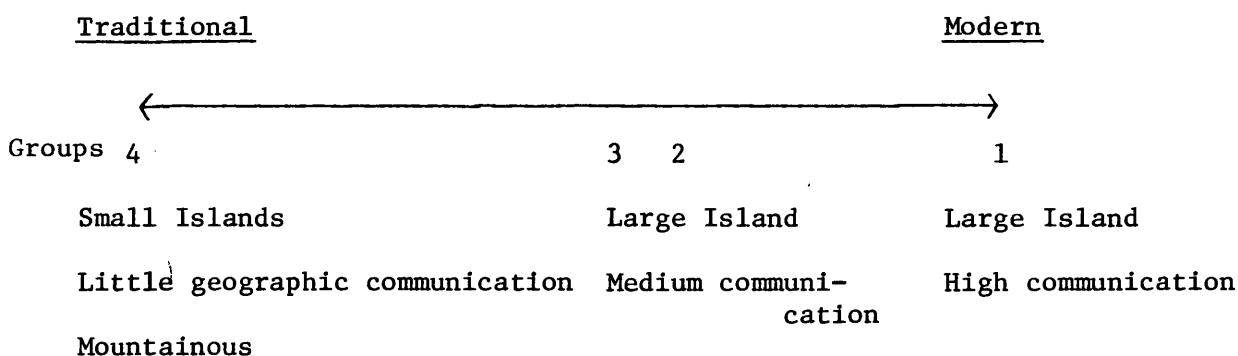 Traditional Modern
Groups 4 3 2 1
Small Islands Large Island Large Island
Little geographic communication Medium communi- High communication
cation
Mountainous